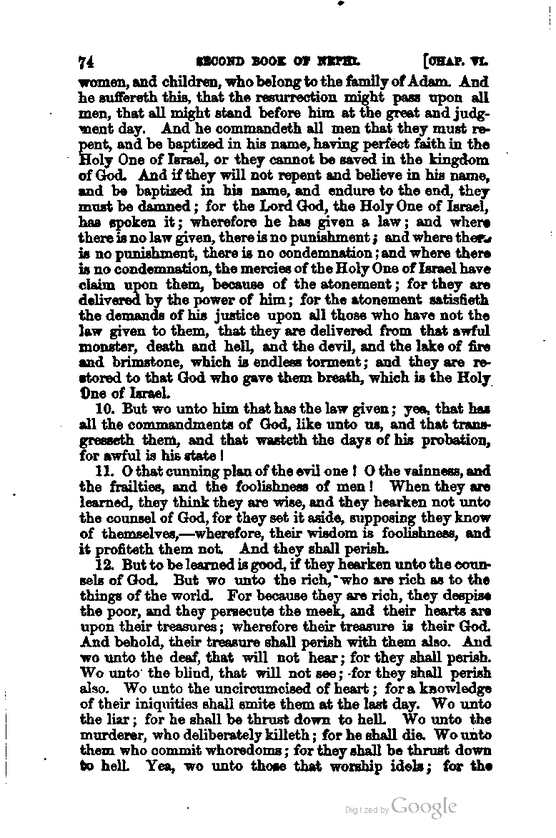 74 SECOND BOOK OF NEPHI. [CHAP. VI.
women, and children, who belong to the family of Adam. And
he suffereth this, that the resurrection might pass upon all
men, that all might stand before him at the great and judg-
ment day. And he commandeth all men that they must re-
pent, and be baptized in his name, having perfect faith in the
Holy One of Israel, or they cannot be saved in the kingdom
of God. And if they will not repent and believe in his name,
and be baptized in his name, and endure to the end, they
must be damned; for the Lord God, the Holy One of Israel,
has spoken it; wherefore he has given a law; and where
there is no law given, there is no punishment; and where there
is no punishment, there is no condemnation; and where there
is no condemnation, the mercies of the Holy One of Israel have
claim upon them, because of the atonement; for they are
delivered by the power of him; for the atonement satisfieth
the demands of his justice upon all those who have not the
law given to them, that they are delivered from that awful
monster, death and hell, and the devil, and the lake of fire
and brimstone, which is endless torment; and they are re-
stored to that God who gave them breath, which is the Holy
One of Israel.
10. But wo unto him that has the law given; yea, that has
all the commandments of God, like unto us, and that trans-
gresseth them, and that wasteth the days of his probation,
for awful is his state!
11. O that cunning plan of the evil one! O the vainness, and
the frailties, and the foolishness of men! When they are
learned, they think they are wise, and they hearken not unto
the counsel of God, for they set it aside, supposing they know
of themselves,—wherefore, their wisdom is foolishness, and
it profiteth them not. And they shall perish.
12. But to be learned is good, if they hearken unto the coun-
sels of God. But wo unto the rich, who are rich as to the
things of the world. For because they are rich, they despise
the poor, and they persecute the meek, and their hearts are
upon their treasures; wherefore their treasure is their God.
And behold, their treasure shall perish with them also. And
wo unto the deaf, that will not hear; for they shall perish.
Wo unto the blind, that will not see; for they shall perish
also. Wo unto the uncircumcised of heart; for a knowledge
of their iniquities shall smite them at the last day. Wo unto
the liar; for he shall be thrust down to hell. Wo unto the
murderer, who deliberately killeth; for he shall die. Wo unto
them who commit whoredoms; for they shall be thrust down
to hell. Yea, wo unto those that worship idols; for the
Digitized by Google